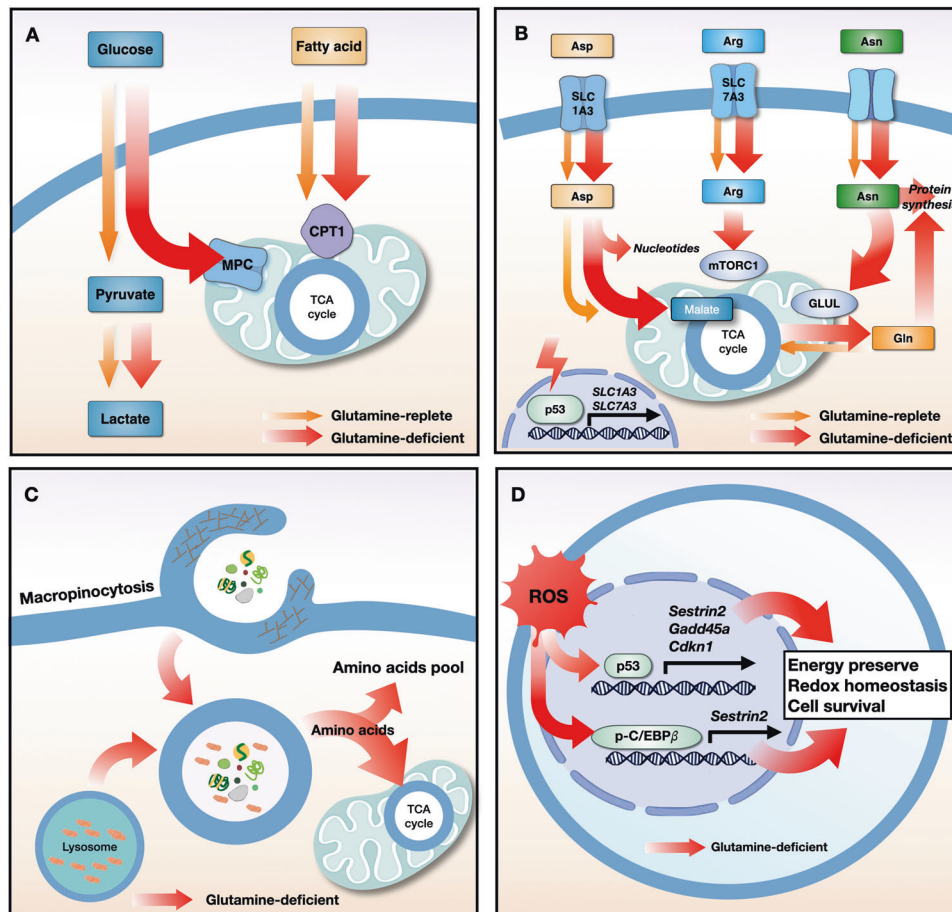 A
Glucose
Fatty acid
CPT1
MPC
TCA
cycle
Pyruvate
Lactate
Glutamine-replete
Glutamine-deficient
B
Asp
Arg
Asn
SLC
1A3
SLC
7A3
Asp
Arg
Asn
Protein
synthesis
Nucleotides
mTORC1
GLUL
Malate
TCA
cycle
Gln
p53
SLC1A3
SLC7A3
Glutamine-replete
Glutamine-deficient
C
Macropinocytosis
Amino acids pool
Amino acids
TCA
cycle
Lysosome
Glutamine-deficient
D
ROS
Sestrin2
Gadd45a
Cdkn1
p53
Energy preserve
Redox homeostasis
Cell survival
Sestrin2
p-C/EBPβ
Glutamine-deficient